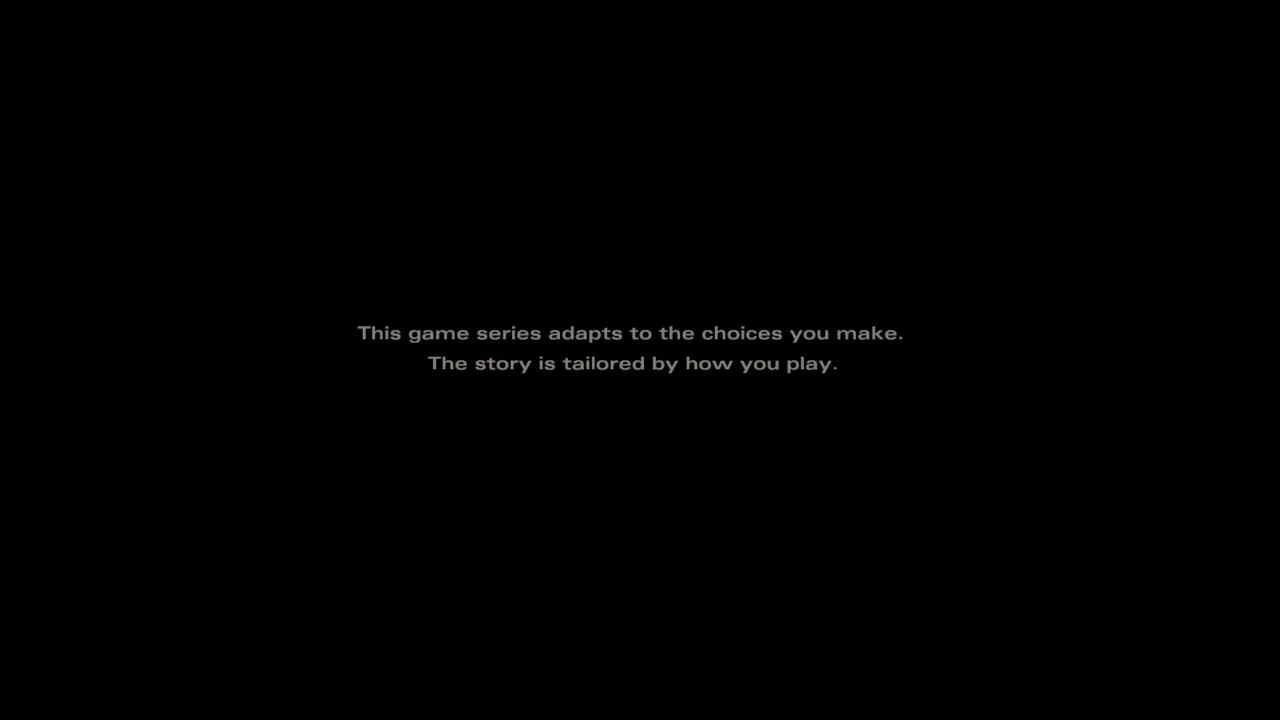 This game series adapts to the choices you make.
The story is tailored by how you play.